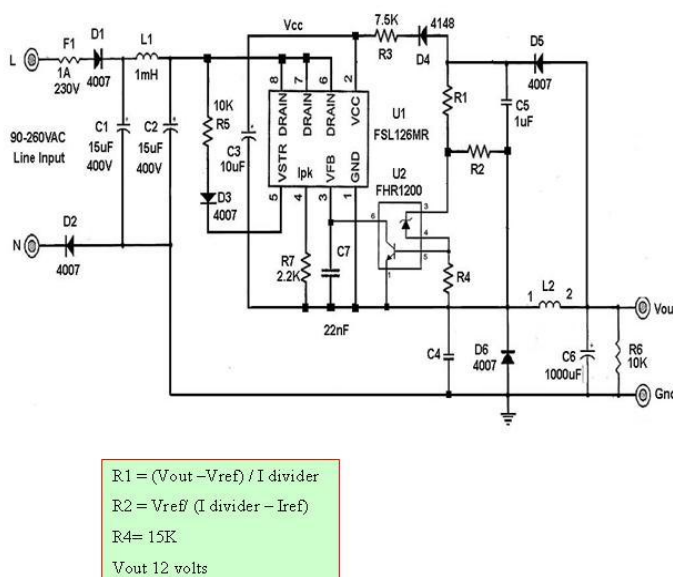 Vcc
7.5K
R3
4148
D4
D5
4007
L
F1
1A
230V
D1
4007
L1
1mH
90-260VAC
Line Input
C1
15uF
400V
C2
15uF
400V
10K
R5
C3
10uF
D3
4007
8 7 6 2
DRAIN DRAIN DRAIN VCC
VSTR Ipk VFB GND
5 4 3 1
U1
FSL126MR
U2
FHR1200
R1
R2
C5
1uF
3
4
5
6
1
N
D2
4007
R7
2.2K
C7
22nF
R4
C4
D6
4007
1 L2 2
C6
1000uF
R6
10K
Vou
Gnd
R1 = (Vout –Vref) / I divider
R2 = Vref/ (I divider – Iref)
R4= 15K
Vout 12 volts